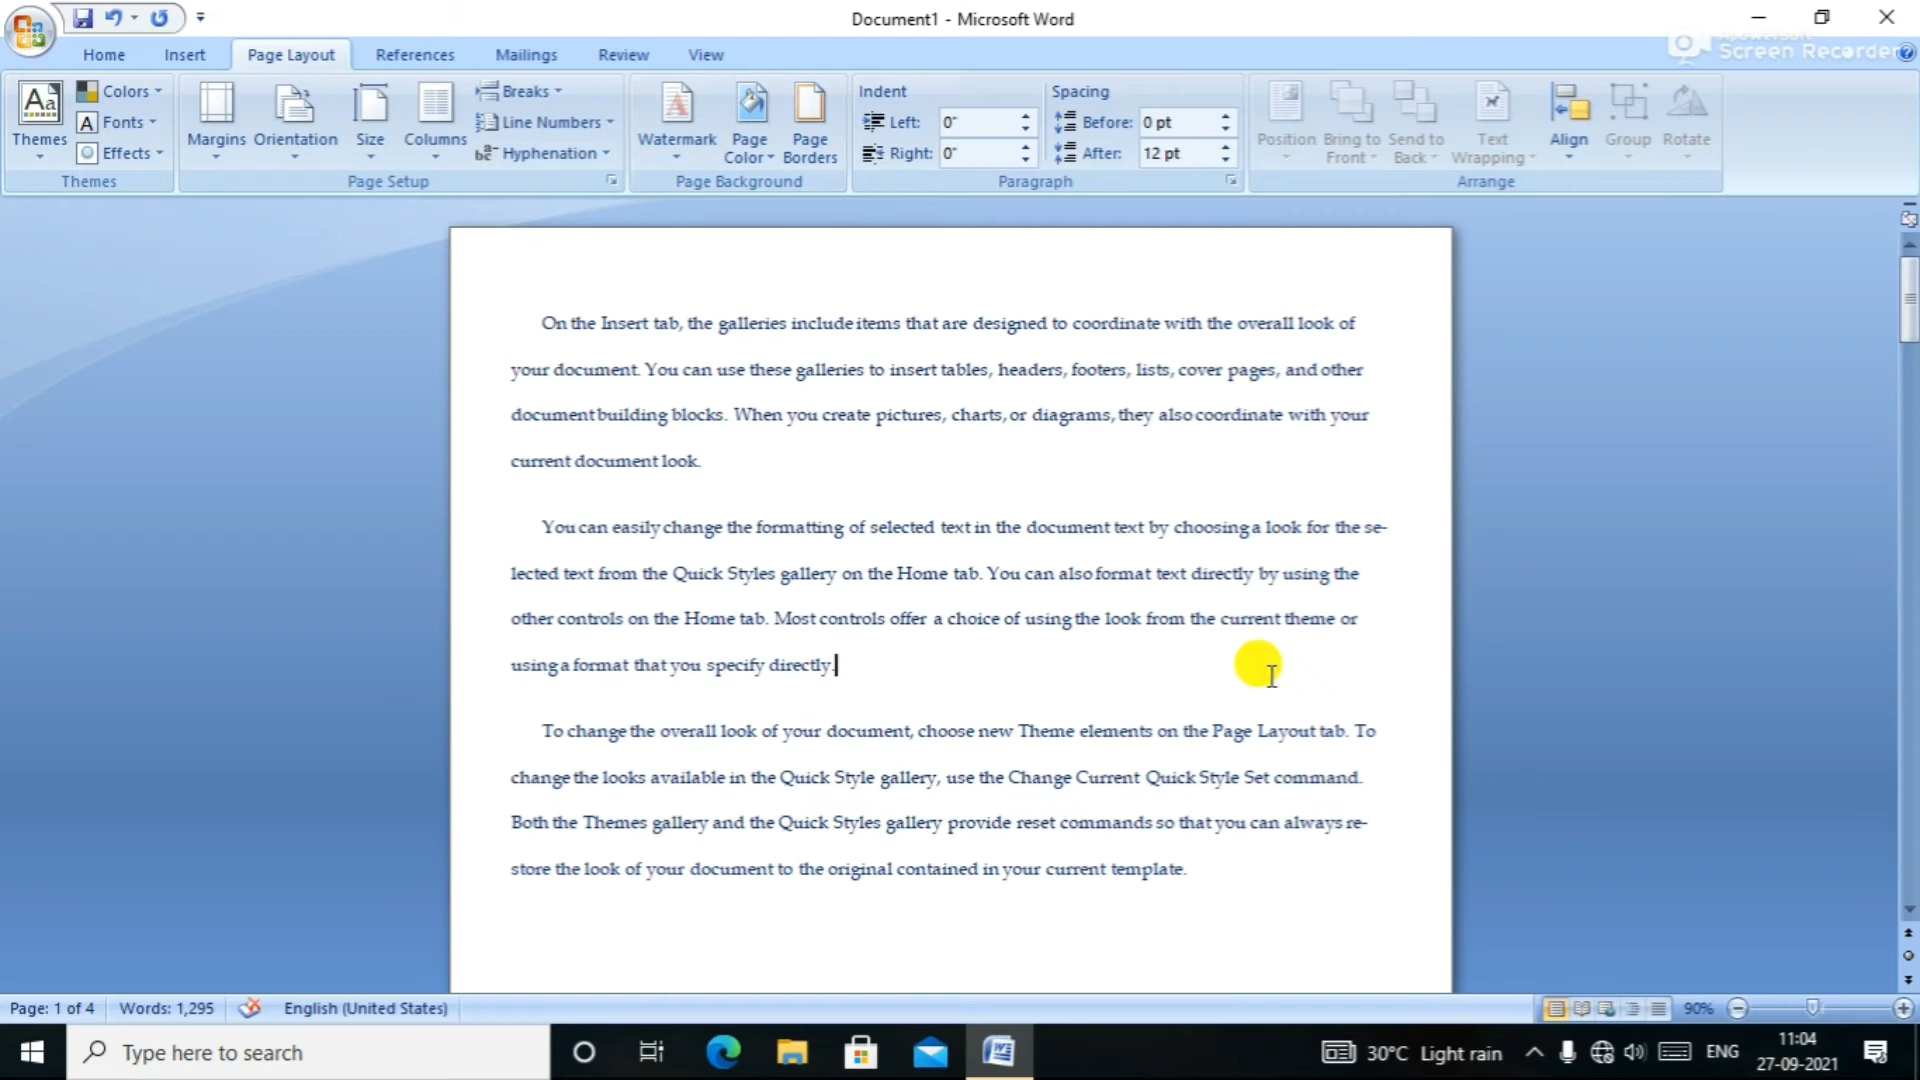 Document1 - Microsoft Word
Screen Recorder
Home Insert Page Layout References Mailings Review View
Aa Themes
Colors
A Fonts
Effects
Themes
Margins Orientation Size Columns
Breaks
Line Numbers
Hyphenation
Page Setup
Watermark Page Color Page Borders
Page Background
Indent
Left: 0"
Right: 0"
Spacing
Before: 0 pt
After: 12 pt
Paragraph
Position Bring to Front Send to Back Text Wrapping Align Group Rotate
Arrange
On the Insert tab, the galleries include items that are designed to coordinate with the overall look of
your document. You can use these galleries to insert tables, headers, footers, lists, cover pages, and other
document building blocks. When you create pictures, charts, or diagrams, they also coordinate with your
current document look.
You can easily change the formatting of selected text in the document text by choosing a look for the se-
lected text from the Quick Styles gallery on the Home tab. You can also format text directly by using the
other controls on the Home tab. Most controls offer a choice of using the look from the current theme or
using a format that you specify directly.
To change the overall look of your document, choose new Theme elements on the Page Layout tab. To
change the looks available in the Quick Style gallery, use the Change Current Quick Style Set command.
Both the Themes gallery and the Quick Styles gallery provide reset commands so that you can always re-
store the look of your document to the original contained in your current template.
Page: 1 of 4 Words: 1,295 English (United States) 90%
Type here to search
30°C Light rain
ENG
11:04
27-09-2021